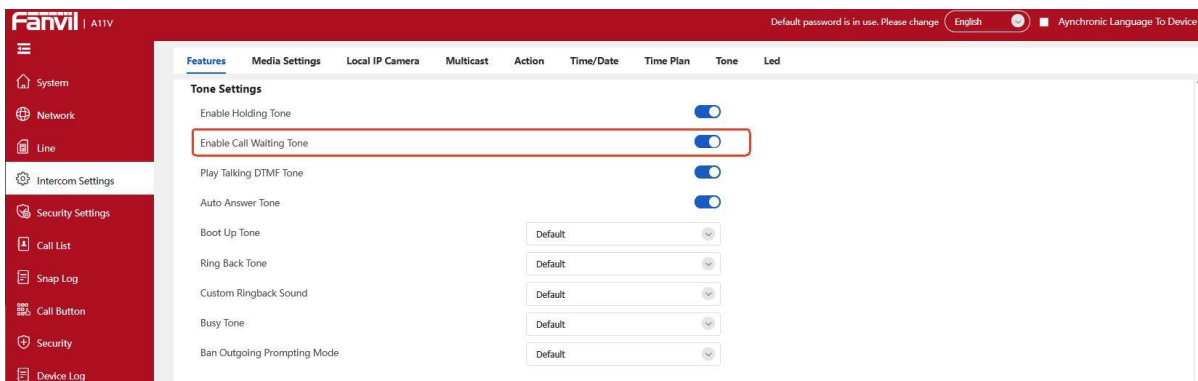 Fanvil | A11V
Default password is in use. Please change English Aynchronic Language To Device
System
Network
Line
Intercom Settings
Security Settings
Call List
Snap Log
Call Button
Security
Device Log
Features Media Settings Local IP Camera Multicast Action Time/Date Time Plan Tone Led
Tone Settings
Enable Holding Tone
Enable Call Waiting Tone
Play Talking DTMF Tone
Auto Answer Tone
Boot Up Tone Default
Ring Back Tone Default
Custom Ringback Sound Default
Busy Tone Default
Ban Outgoing Prompting Mode Default